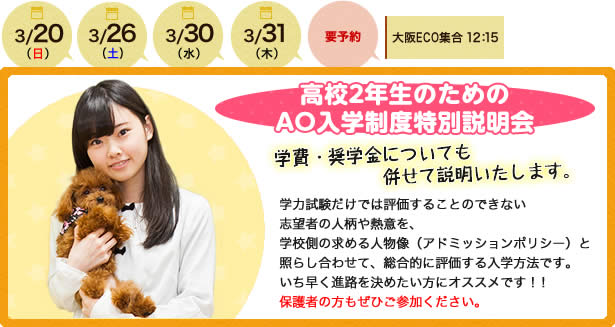 3/20
（日）
3/26
（土）
3/30
（水）
3/31
（木）
要予約
大阪ECO集合 12:15
高校2年生のための
AO入学制度特別説明会
学費・奨学金についても
併せて説明いたします。
学力試験だけでは評価することのできない
志望者の人柄や熱意を、
学校側の求める人物像（アドミッションポリシー）と
照らし合わせて、総合的に評価する入学方法です。
いち早く進路を決めたい方にオススメです！！
保護者の方もぜひご参加ください。